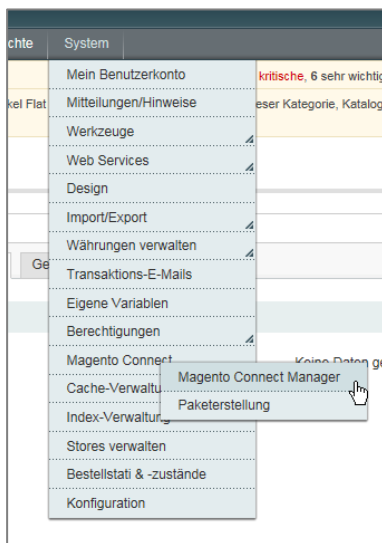 chte System
Mein Benutzerkonto
kritische, 6 sehr wichtig
Mitteilungen/Hinweise
kel Flat
eser Kategorie, Katalog
Werkzeuge
Web Services
Design
Import/Export
Währungen verwalten
Ge
Transaktions-E-Mails
Eigene Variablen
Berechtigungen
Magento Connect
Keine Daten ge
Magento Connect Manager
Cache-Verwaltu
Paketerstellung
Index-Verwaltung
Stores verwalten
Bestellstati & -zustände
Konfiguration